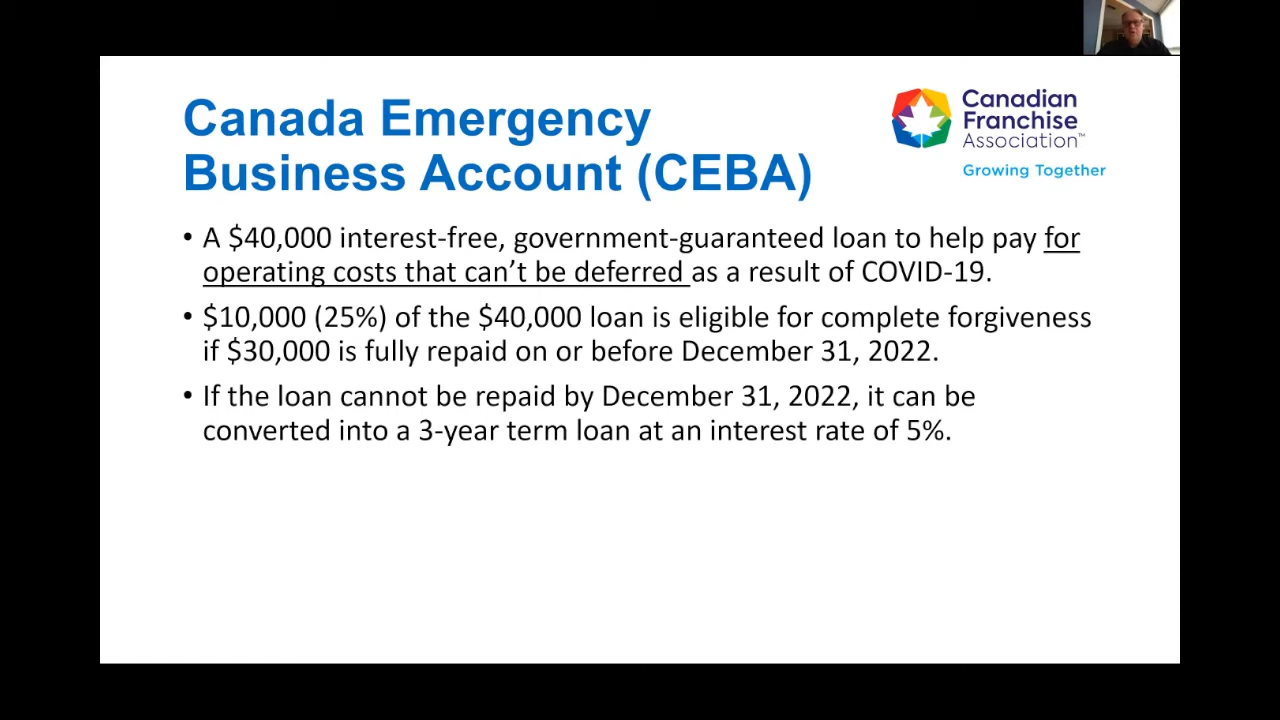 Canada Emergency
Business Account (CEBA)
Canadian
Franchise
Association™
Growing Together
• A $40,000 interest-free, government-guaranteed loan to help pay for
operating costs that can’t be deferred as a result of COVID-19.
• $10,000 (25%) of the $40,000 loan is eligible for complete forgiveness
if $30,000 is fully repaid on or before December 31, 2022.
• If the loan cannot be repaid by December 31, 2022, it can be
converted into a 3-year term loan at an interest rate of 5%.